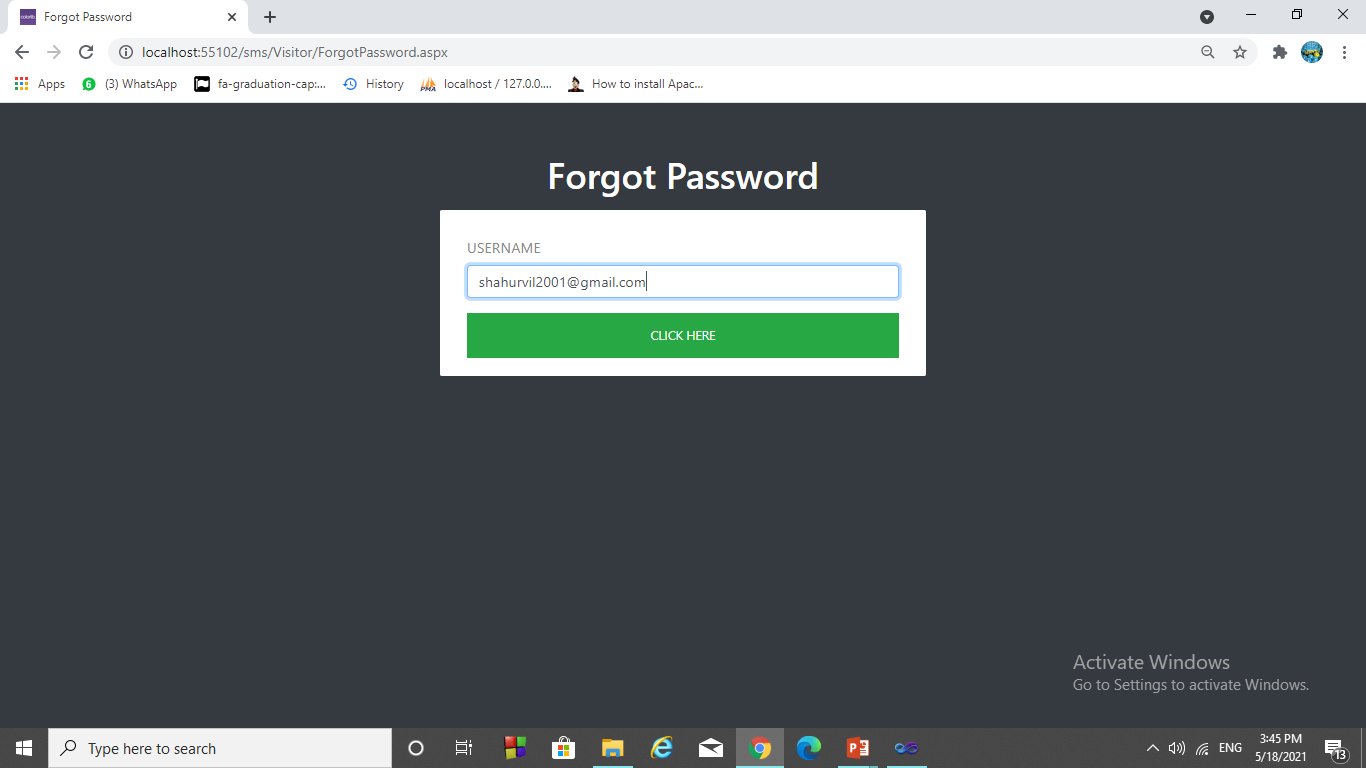 Forgot Password
localhost:55102/sms/Visitor/ForgotPassword.aspx
Apps
6
(3) WhatsApp
fa-graduation-cap:...
History
PMA
localhost / 127.0.0....
How to install Apac...
Forgot Password
USERNAME
shahurvil2001@gmail.com
CLICK HERE
Activate Windows
Go to Settings to activate Windows.
Type here to search
ENG
3:45 PM
5/18/2021
13